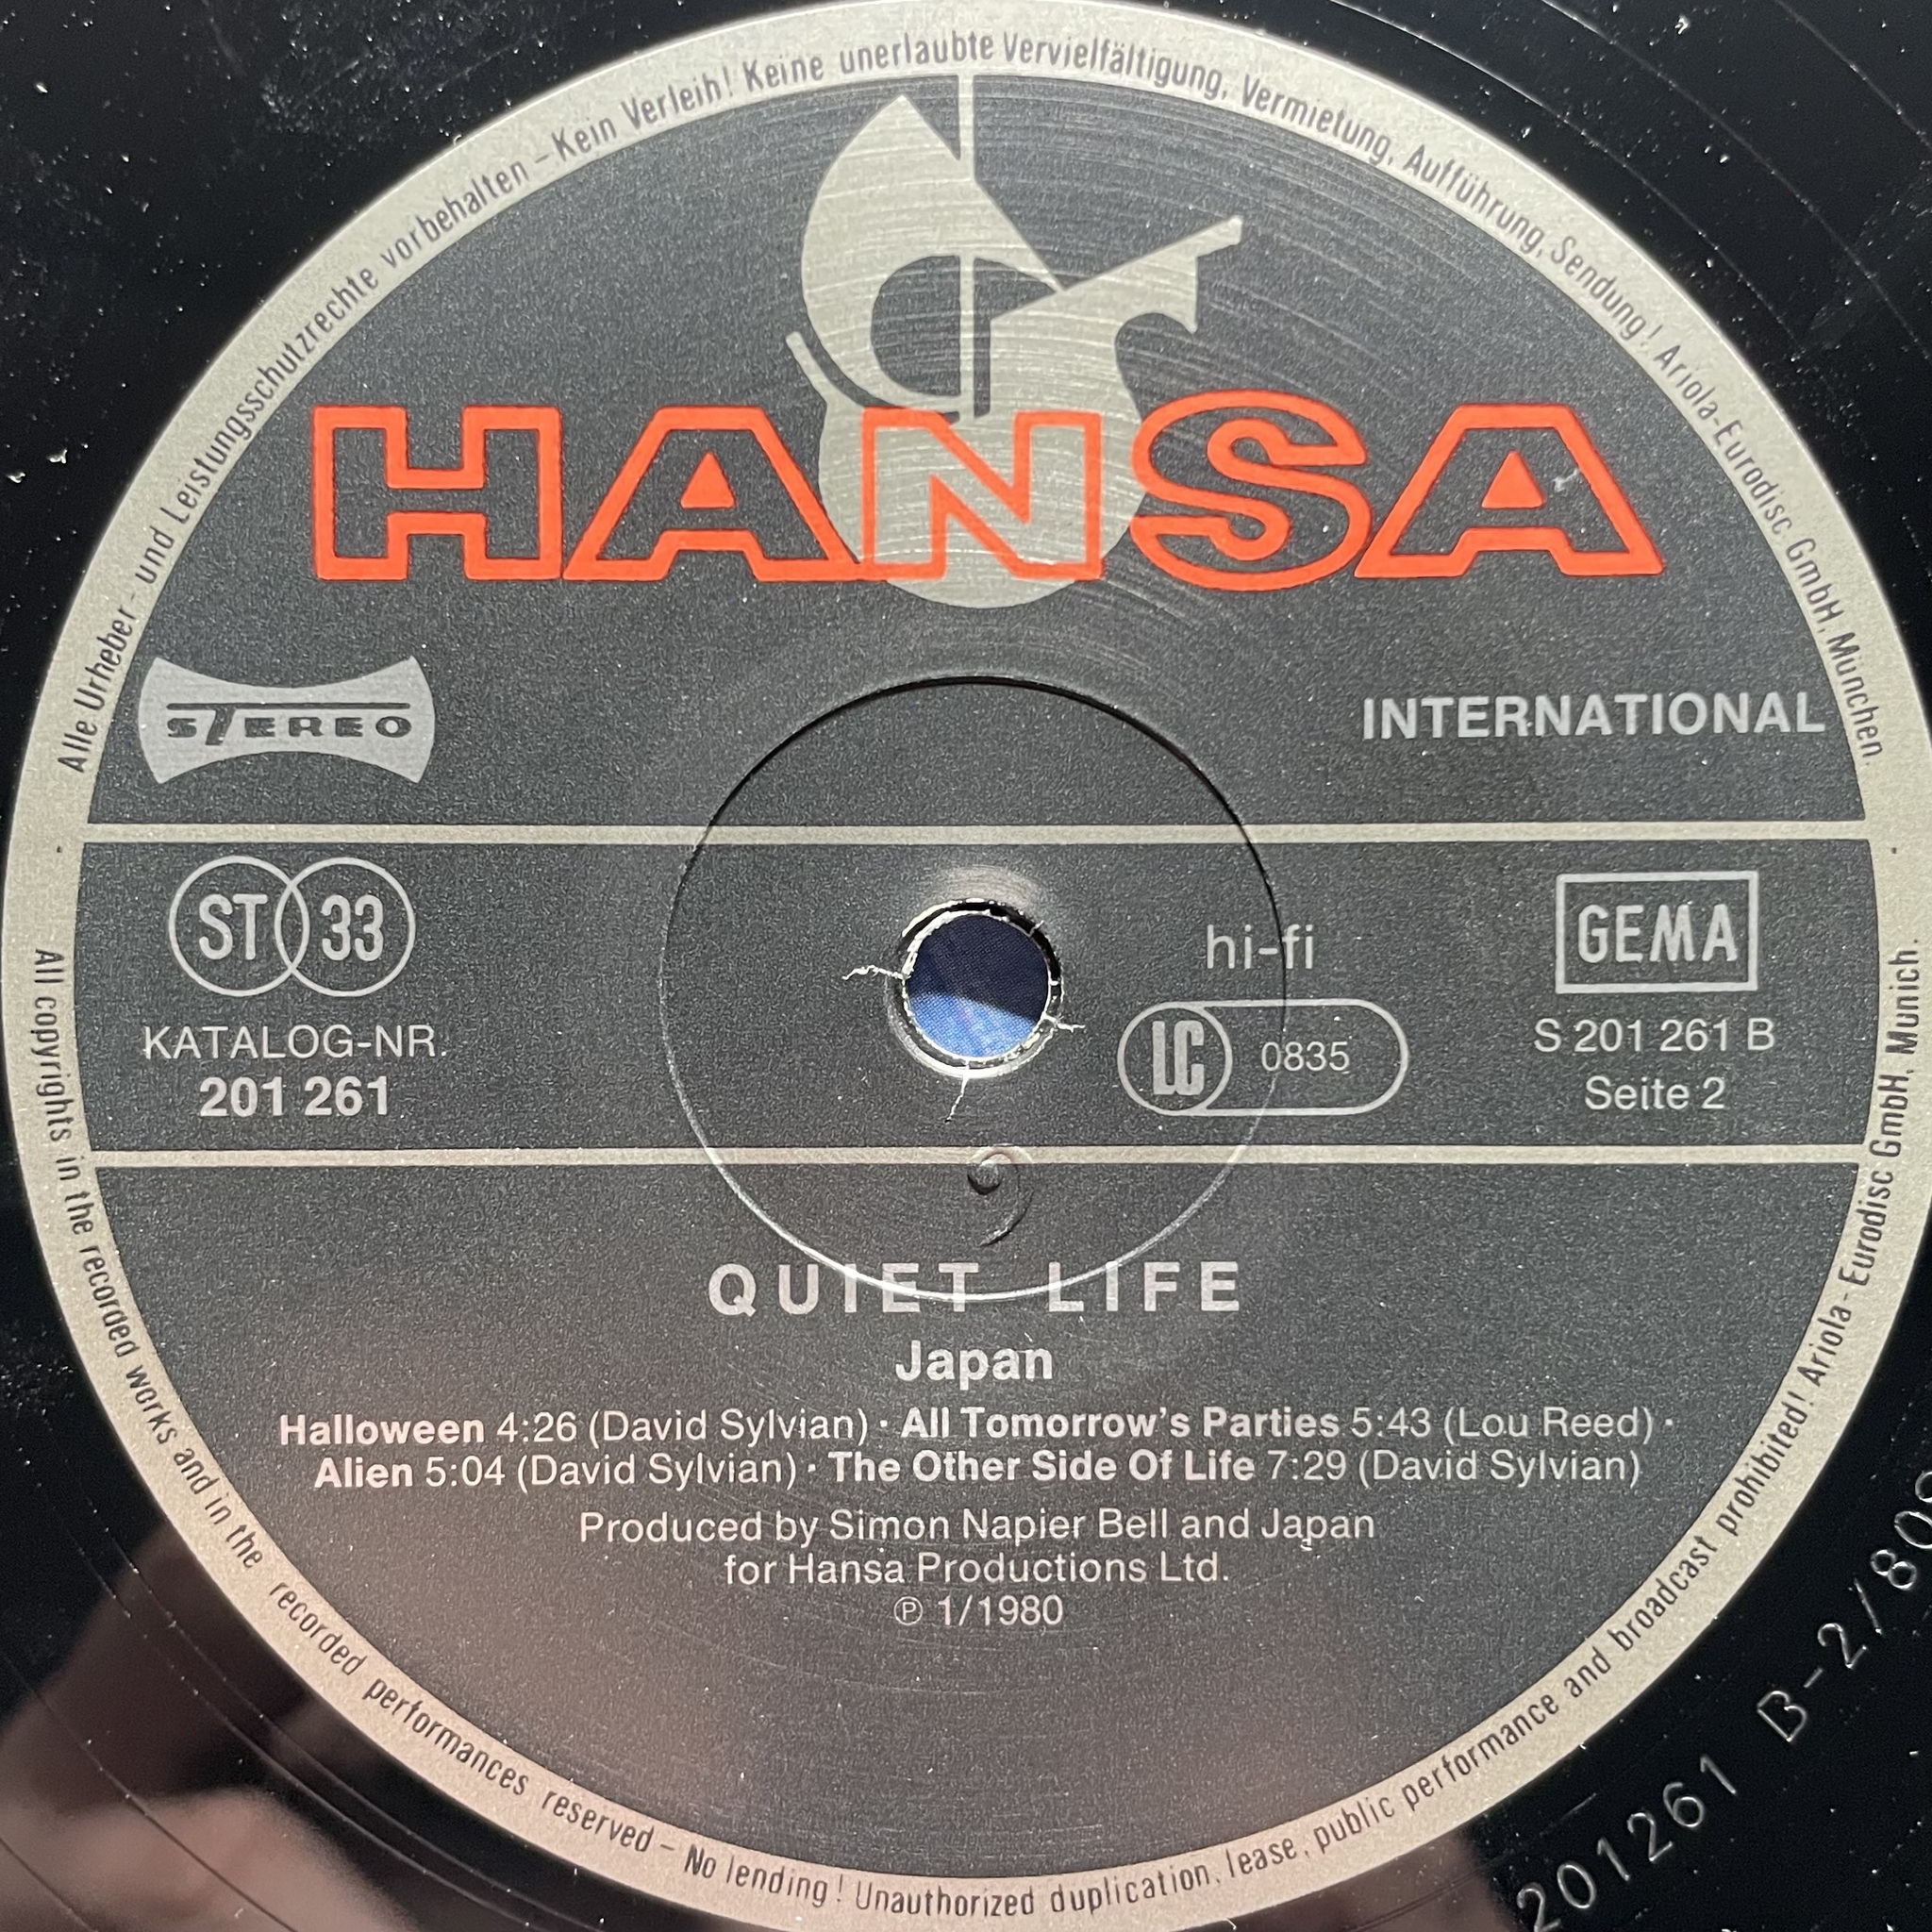 Alle Urheber- und Leistungsschutzrechte vorbehalten – Kein Verleih! Keine unerlaubte Vervielfältigung, Vermietung, Aufführung, Sendung! Ariola-Eurodisc GmbH, München.
HANSA
STEREO
INTERNATIONAL
ST 33
KATALOG-NR.
201 261
hi-fi
LC 0835
GEMA
S 201 261 B
Seite 2
QUIET LIFE
Japan
Halloween 4:26 (David Sylvian) · All Tomorrow's Parties 5:43 (Lou Reed) ·
Alien 5:04 (David Sylvian) · The Other Side Of Life 7:29 (David Sylvian)
Produced by Simon Napier Bell and Japan
for Hansa Productions Ltd.
℗ 1/1980
All copyrights in the recorded works and in the recorded performances reserved – No lending! Unauthorized duplication, lease, public performance and broadcast prohibited! Ariola-Eurodisc GmbH, Munich.
201261 B-2/80